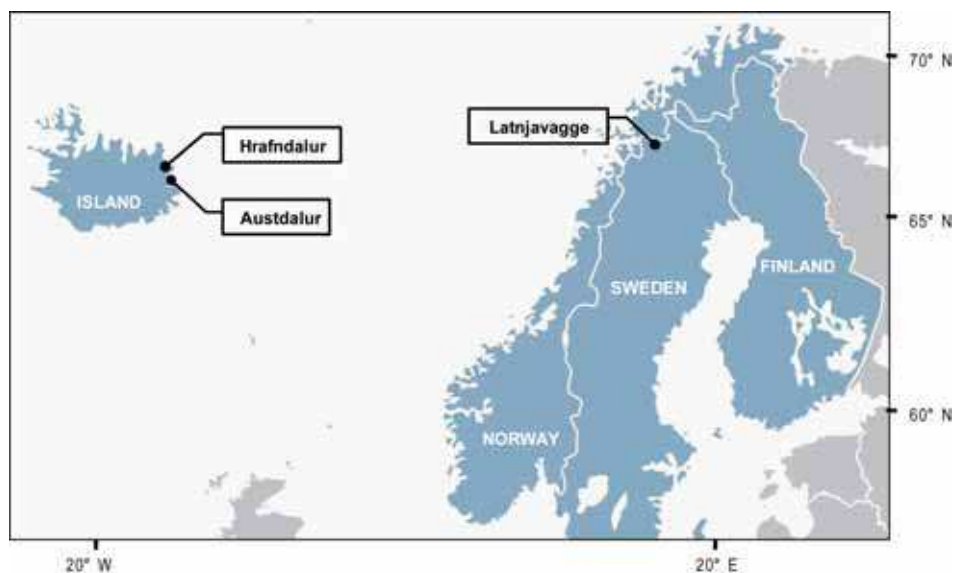 70° N
Latnjavagge
Hrafndalur
ISLAND
Austdalur
65° N
FINLAND
SWEDEN
60° N
NORWAY
20° W
20° E